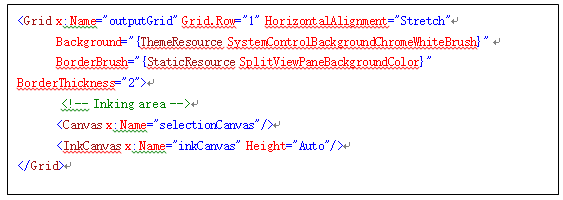 <Grid x:Name="outputGrid" Grid.Row="1" HorizontalAlignment="Stretch"
Background="{ThemeResource SystemControlBackgroundChromeWhiteBrush}"
BorderBrush="{StaticResource SplitViewPaneBackgroundColor}"
BorderThickness="2">
<!-- Inking area -->
<Canvas x:Name="selectionCanvas"/>
<InkCanvas x:Name="inkCanvas" Height="Auto"/>
</Grid>